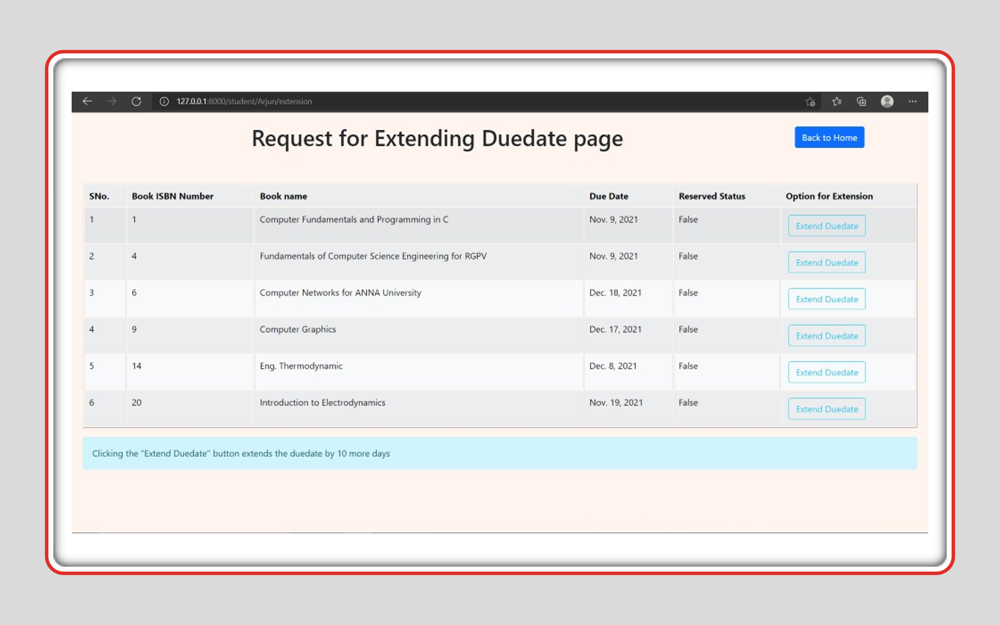 127.0.0.1:8000/student/Arjun/extension
Request for Extending Duedate page
Back to Home
SNo. Book ISBN Number Book name Due Date Reserved Status Option for Extension
1 1 Computer Fundamentals and Programming in C Nov. 9, 2021 False Extend Duedate
2 4 Fundamentals of Computer Science Engineering for RGPV Nov. 9, 2021 False Extend Duedate
3 6 Computer Networks for ANNA University Dec. 18, 2021 False Extend Duedate
4 9 Computer Graphics Dec. 17, 2021 False Extend Duedate
5 14 Eng. Thermodynamic Dec. 8, 2021 False Extend Duedate
6 20 Introduction to Electrodynamics Nov. 19, 2021 False Extend Duedate
Clicking the "Extend Duedate" button extends the duedate by 10 more days